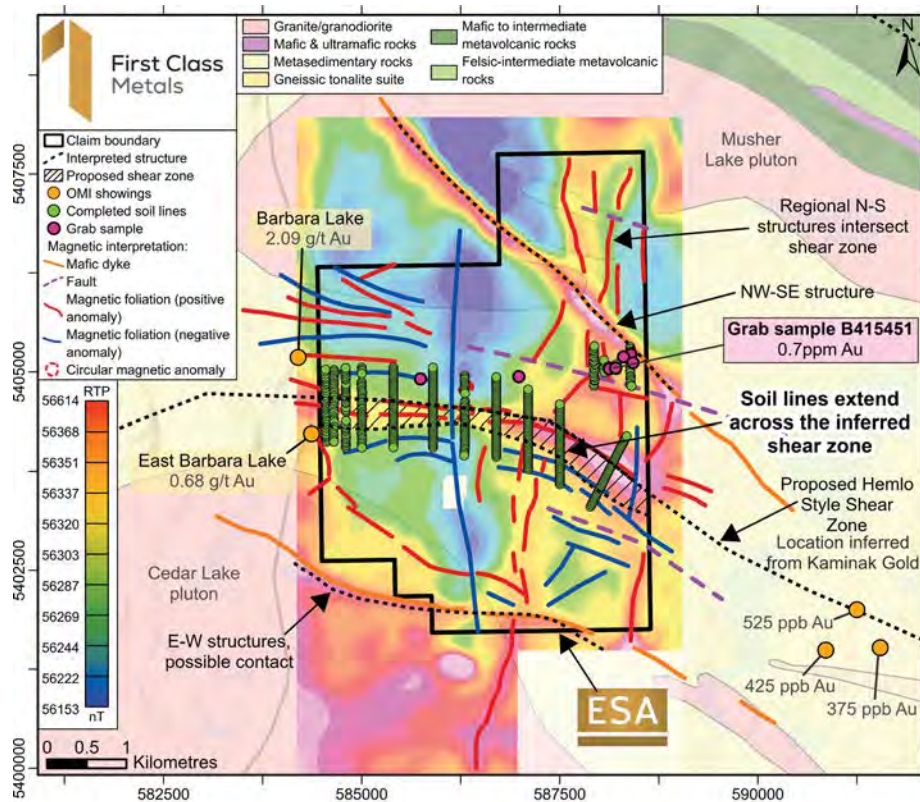 First Class
Metals
Granite/granodiorite
Mafic & ultramafic rocks
Metasedimentary rocks
Gneissic tonalite suite
Mafic to intermediate
metavolcanic rocks
Felsic-intermediate metavolcanic
rocks
N
Claim boundary
Interpreted structure
Proposed shear zone
OMI showings
Completed soil lines
Grab sample
Magnetic interpretation:
Mafic dyke
Fault
Magnetic foliation (positive
anomaly)
Magnetic foliation (negative
anomaly)
Circular magnetic anomaly
RTP
56614
56368
56351
56337
56320
56303
56287
56269
56244
56222
56153
nT
Musher
Lake pluton
Barbara Lake
2.09 g/t Au
Regional N-S
structures intersect
shear zone
NW-SE structure
Grab sample B415451
0.7ppm Au
Soil lines extend
across the inferred
shear zone
East Barbara Lake
0.68 g/t Au
Proposed Hemlo
Style Shear
Zone
Location inferred
from Kaminak Gold
Cedar Lake
pluton
E-W structures,
possible contact
525 ppb Au
425 ppb Au
375 ppb Au
ESA
0 0.5 1
Kilometres
5407500
5405000
5402500
5400000
582500
585000
587500
590000